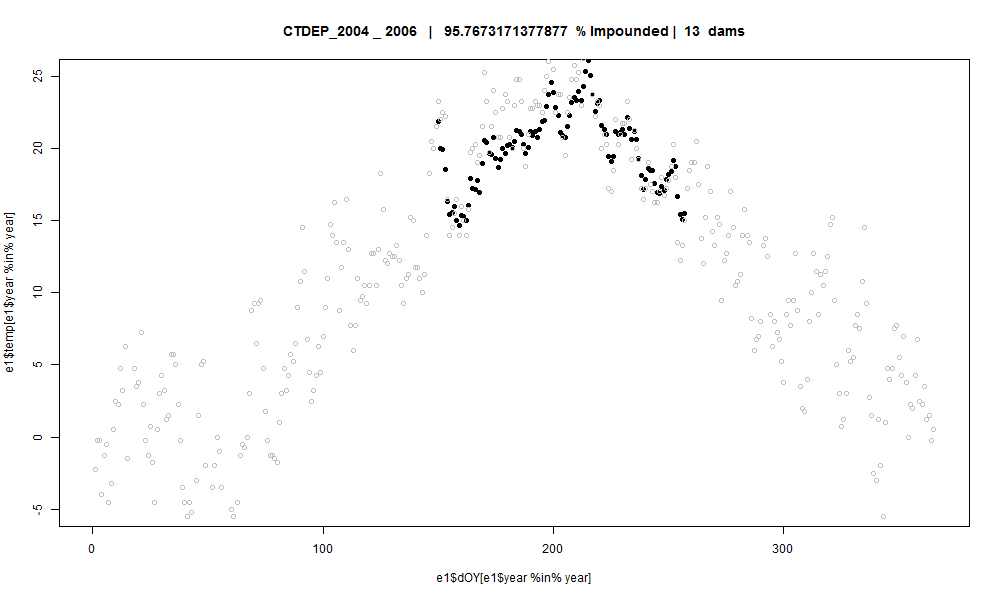 CTDEP_2004 _ 2006 | 95.7673171377877 % Impounded | 13 dams
25
20
15
10
5
0
-5
e1$temp[e1$year %in% year]
0 100 200 300
e1$dOY[e1$year %in% year]